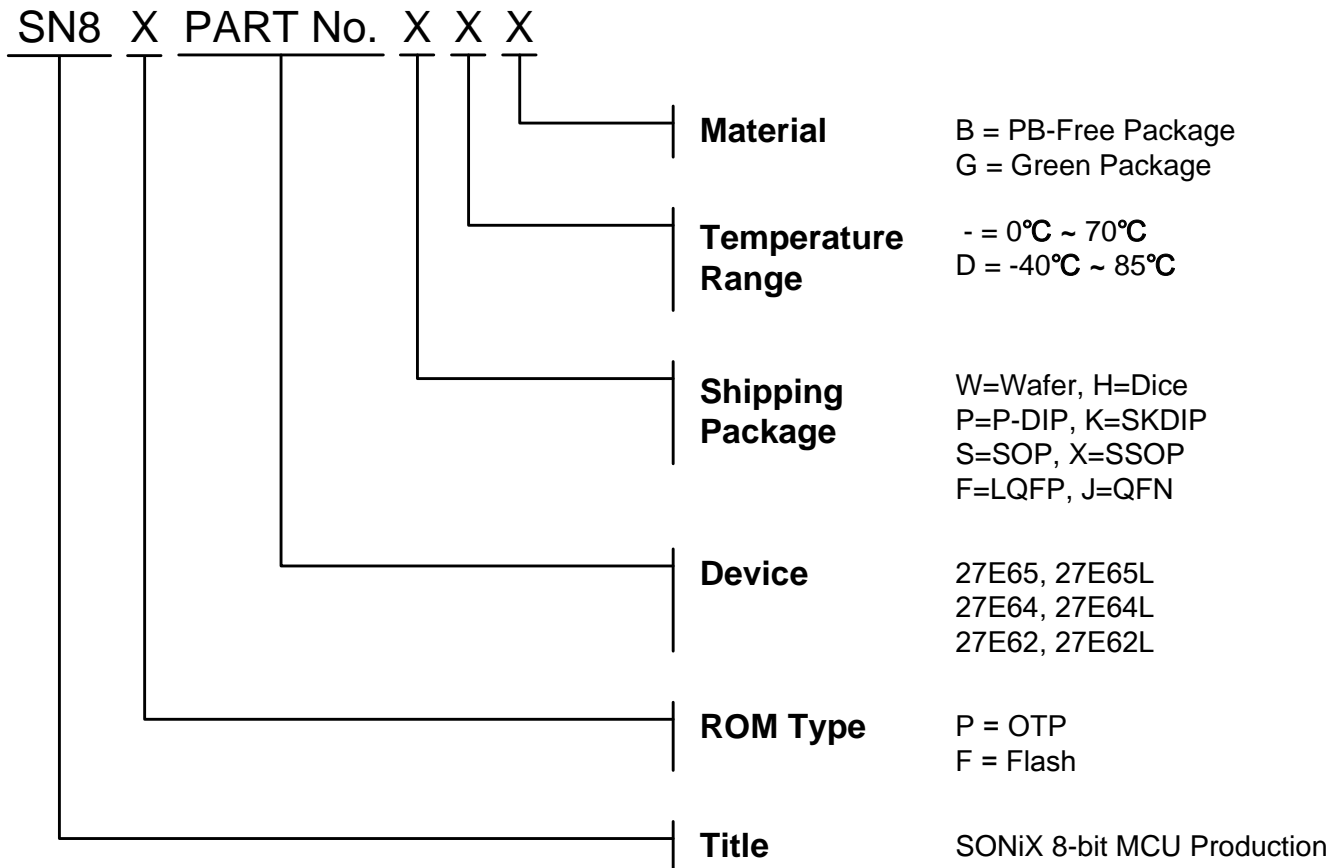 SN8 X PART No. X X X
Material
B = PB-Free Package
G = Green Package
Temperature
Range
- = 0℃ ~ 70℃
D = -40℃ ~ 85℃
Shipping
Package
W=Wafer, H=Dice
P=P-DIP, K=SKDIP
S=SOP, X=SSOP
F=LQFP, J=QFN
Device
27E65, 27E65L
27E64, 27E64L
27E62, 27E62L
ROM Type
P = OTP
F = Flash
Title
SONiX 8-bit MCU Production